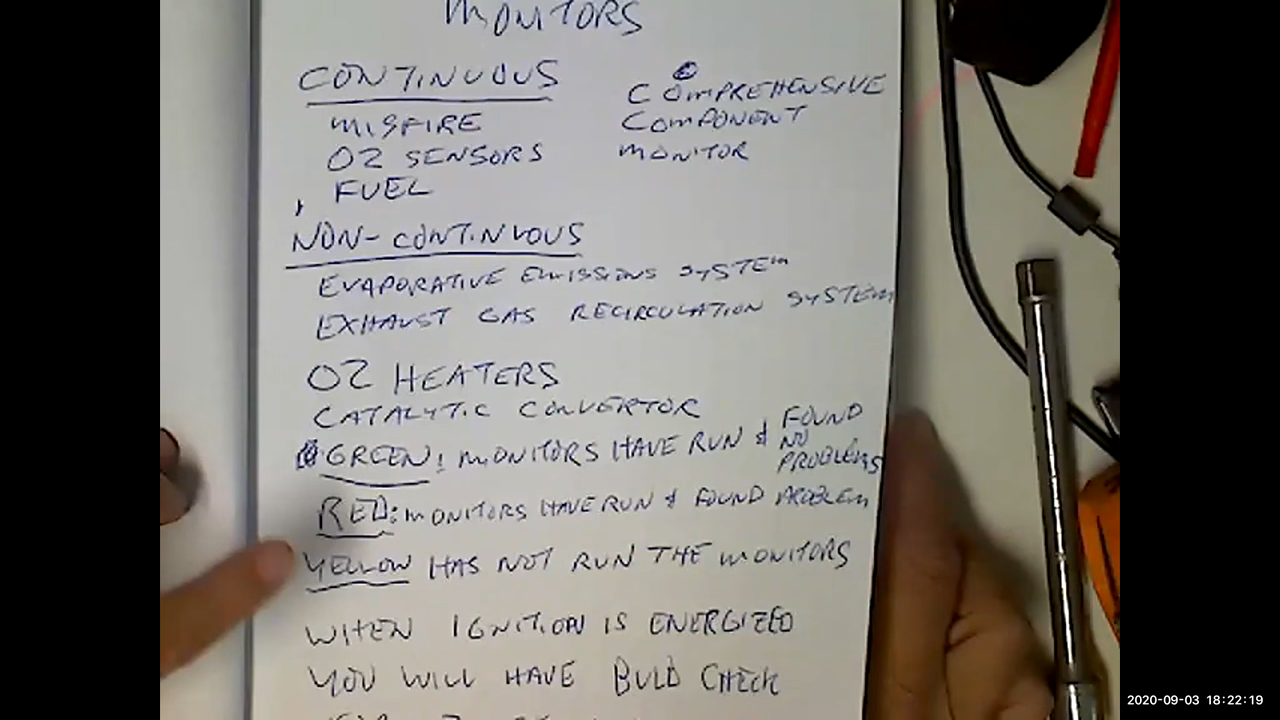 MONITORS
CONTINUOUS
MISFIRE
O2 SENSORS
FUEL
COMPREHENSIVE
COMPONENT
MONITOR
NON-CONTINUOUS
EVAPORATIVE EMISSIONS SYSTEM
EXHAUST GAS RECIRCULATION SYSTEM
O2 HEATERS
CATALYTIC CONVERTOR
GREEN: MONITORS HAVE RUN & FOUND NO PROBLEMS
RED: MONITORS HAVE RUN & FOUND PROBLEM
YELLOW HAS NOT RUN THE MONITORS
WHEN IGNITION IS ENERGIZED
YOU WILL HAVE BULB CHECK
2020-09-03 18:22:19